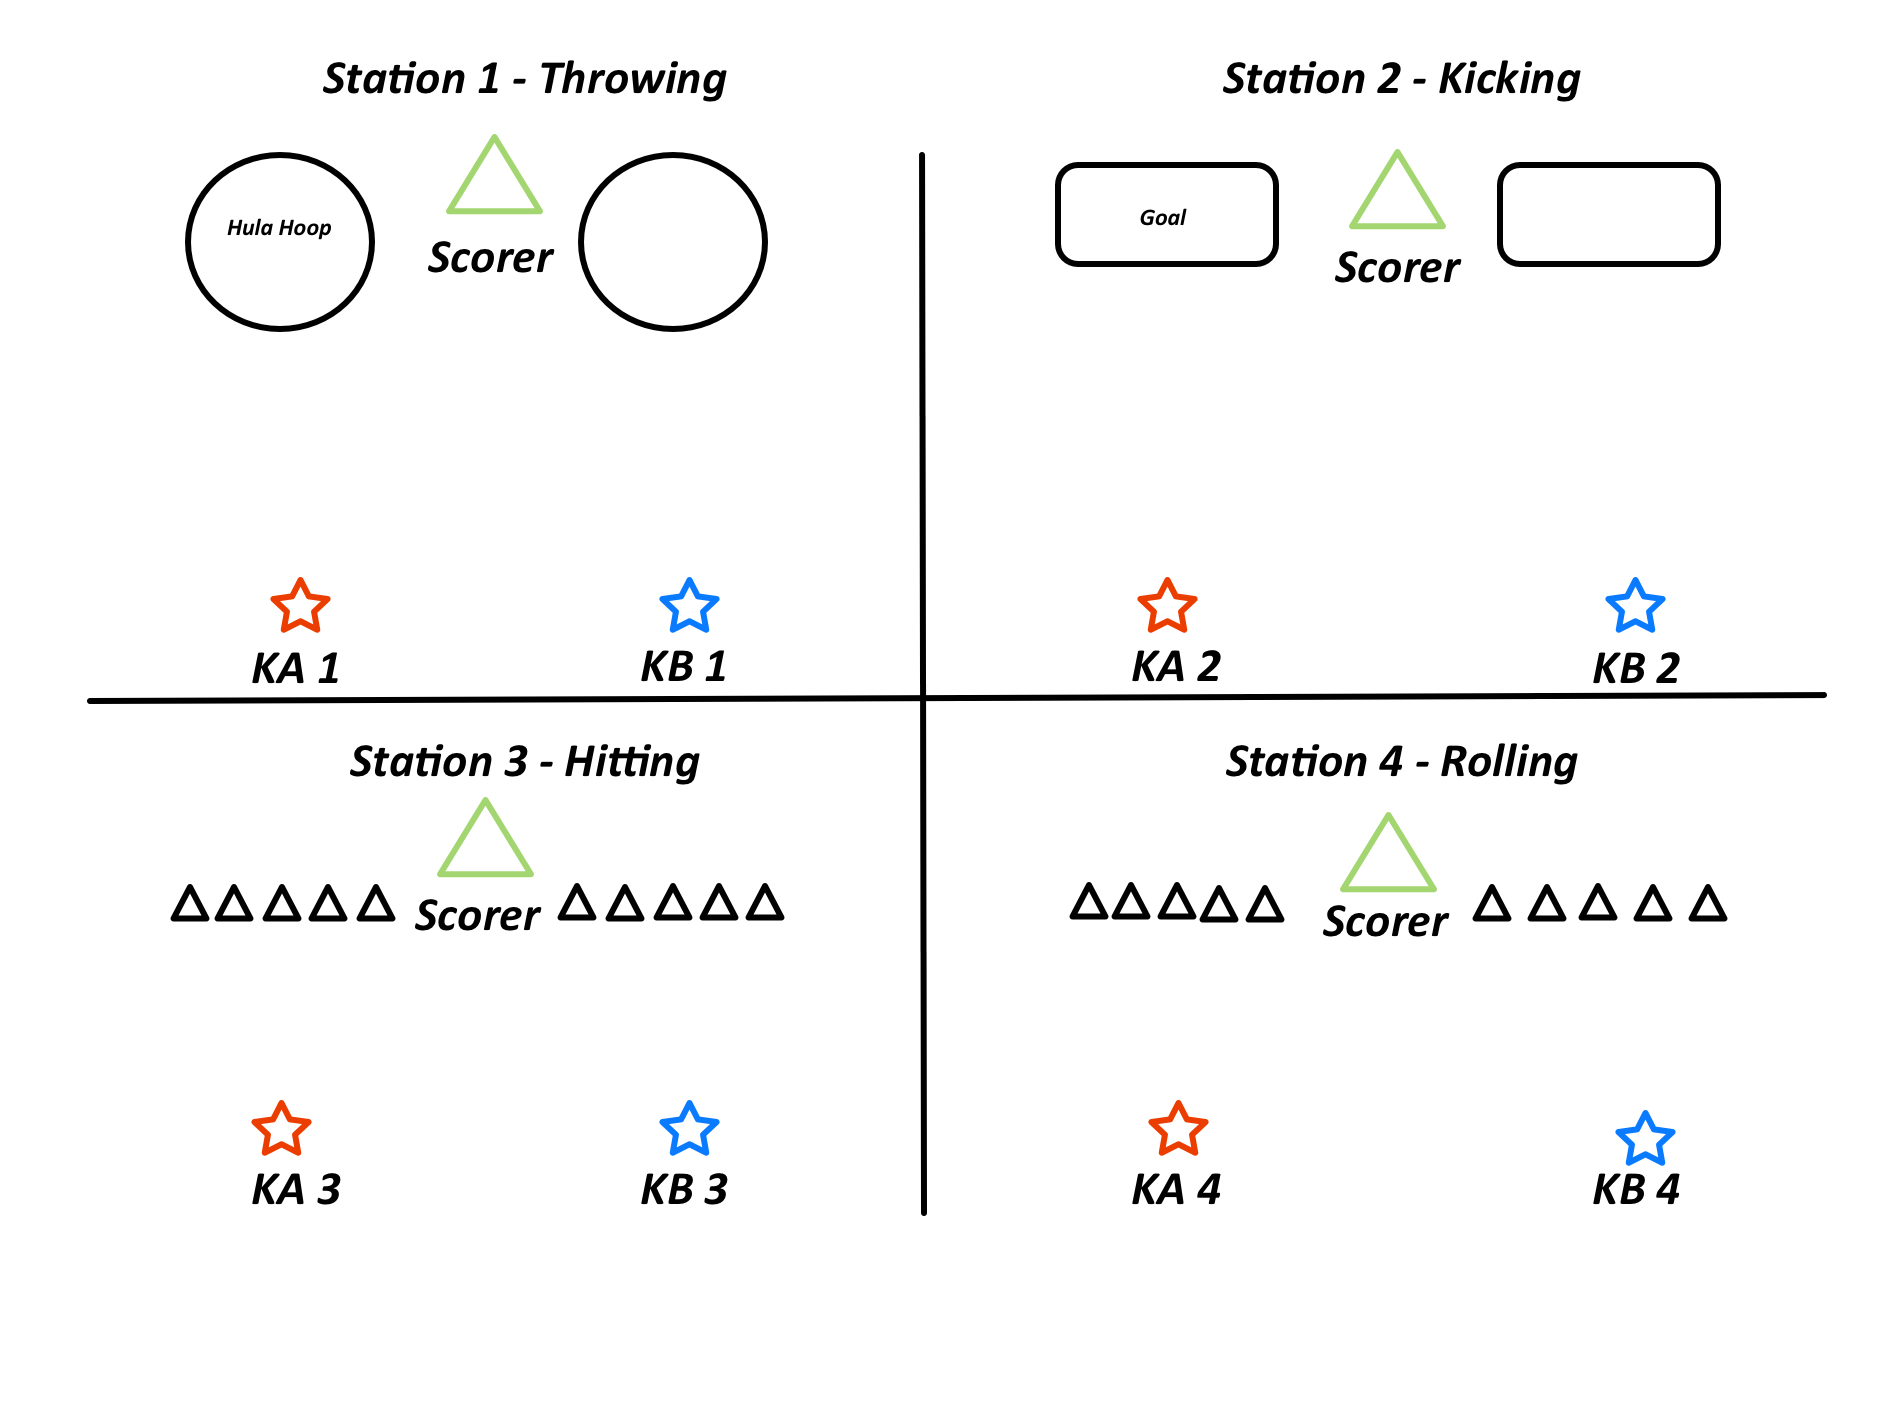 Station 1 - Throwing
Station 2 - Kicking
Hula Hoop
Scorer
Goal
Scorer
KA 1
KB 1
KA 2
KB 2
Station 3 - Hitting
Station 4 - Rolling
Scorer
Scorer
KA 3
KB 3
KA 4
KB 4